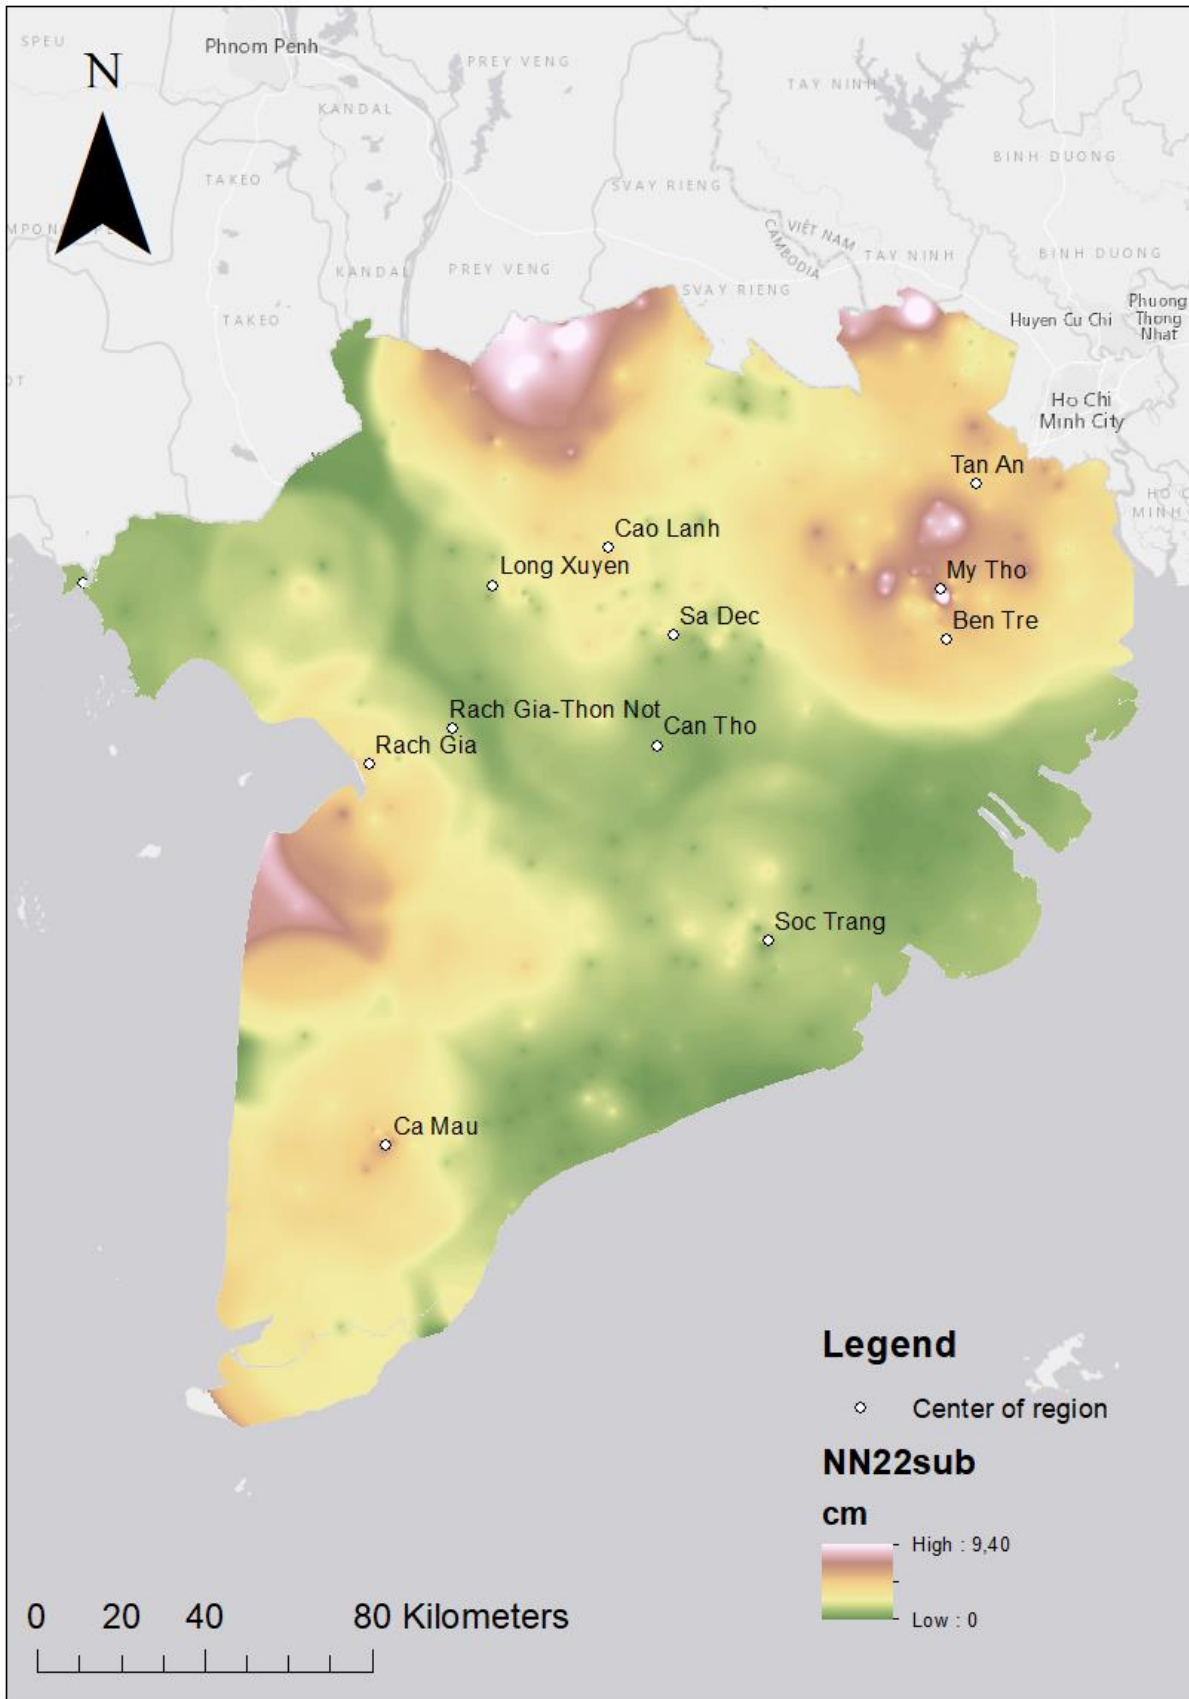 SPEU
Phnom Penh
PREY VENG
TAY NINH
N
KANDAL
BINH DUONG
TAKEO
SVAY RIENG
VIỆT NAM
CAMBODIA
TAY NINH
BINH DUONG
KANDAL
PREY VENG
SVAY RIENG
Phuong
Thong
Nhat
TAKEO
Huyen Cu Chi
Ho Chi
Minh City
Tan An
HO C
MINH
Cao Lanh
Long Xuyen
My Tho
Sa Dec
Ben Tre
Rach Gia-Thon Not
Can Tho
Rach Gia
Soc Trang
Ca Mau
Legend
Center of region
NN22sub
cm
High : 9,40
Low : 0
0 20 40 80 Kilometers